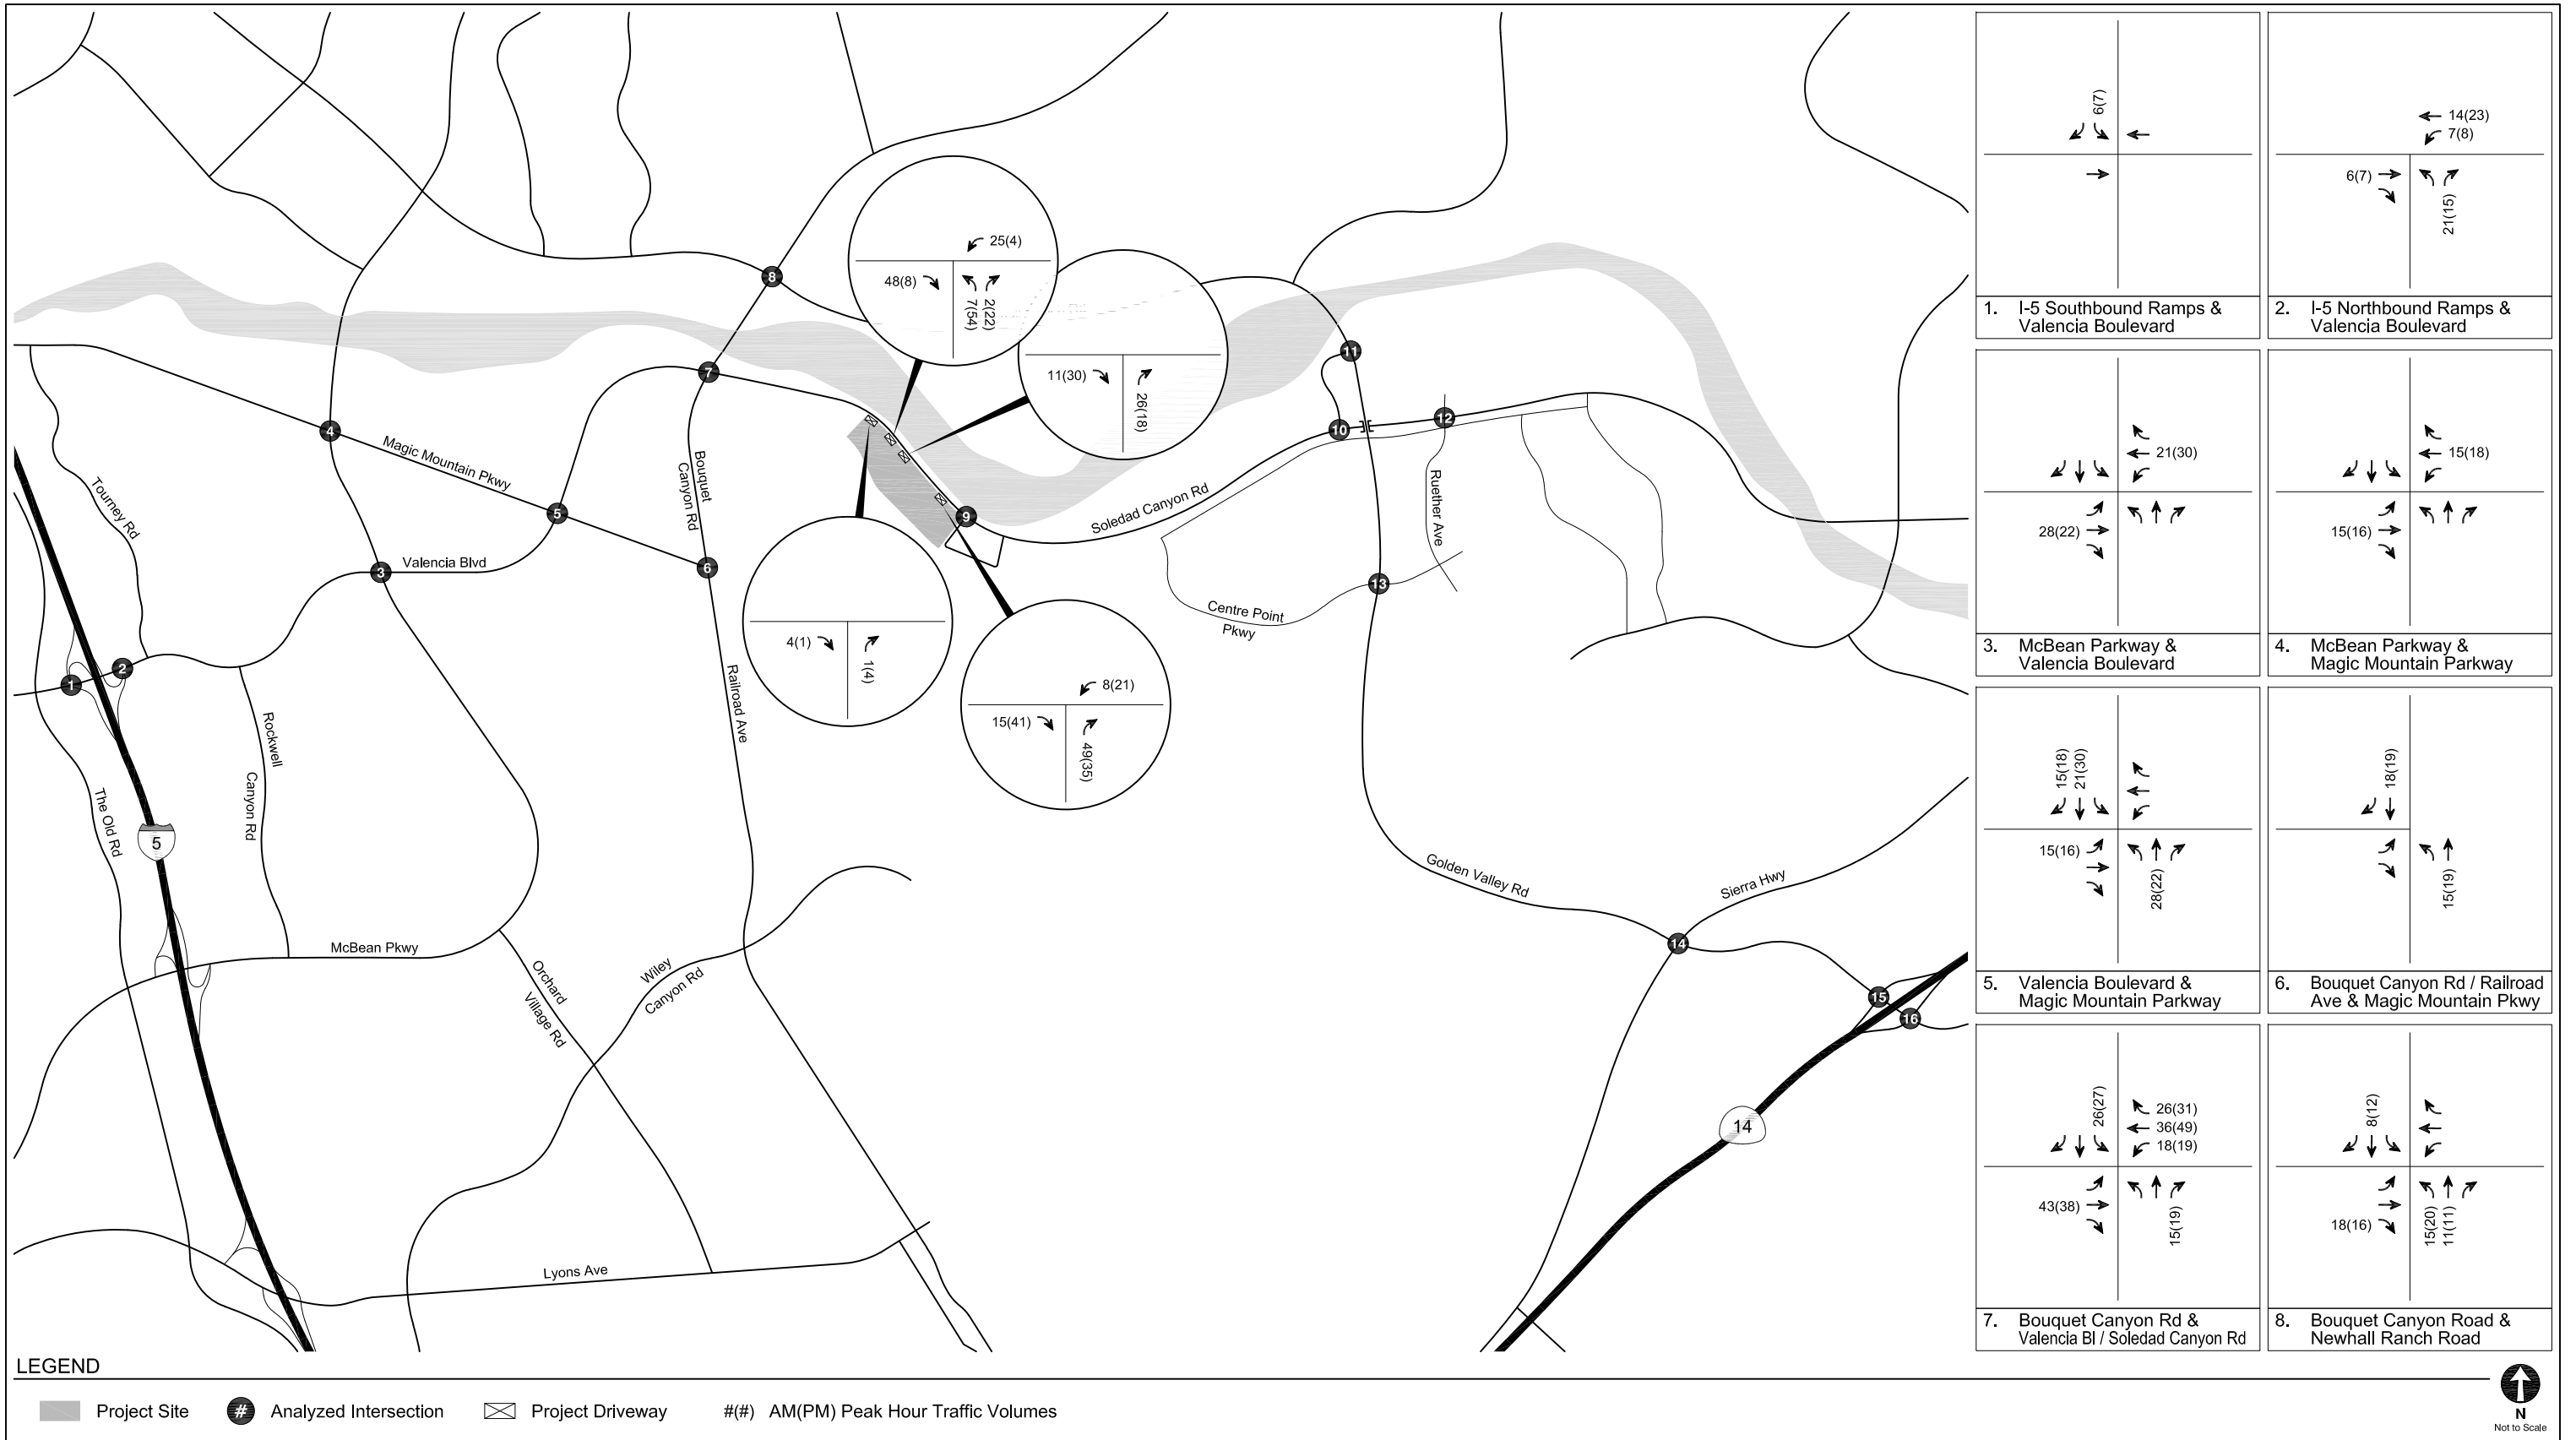 8
25(4)
48(8)
7(54)
2(22)
11(30)
26(18)
7
11
4
Magic Mountain Pkwy
10
12
Tourney Rd
Bouquet
Canyon Rd
5
9
Soledad Canyon Rd
Ruether Ave
3
Valencia Blvd
6
13
Centre Point
Pkwy
4(1)
1(4)
1
2
8(21)
15(41)
49(35)
Rockwell
Canyon Rd
Railroad Ave
The Old Rd
5
Golden Valley Rd
Sierra Hwy
McBean Pkwy
14
Orchard
Village Rd
Wiley
Canyon Rd
15
16
14
Lyons Ave
6(7)
1. I-5 Southbound Ramps &
Valencia Boulevard
14(23)
7(8)
6(7)
21(15)
2. I-5 Northbound Ramps &
Valencia Boulevard
21(30)
28(22)
3. McBean Parkway &
Valencia Boulevard
15(18)
15(16)
4. McBean Parkway &
Magic Mountain Parkway
15(18)
21(30)
15(16)
28(22)
5. Valencia Boulevard &
Magic Mountain Parkway
18(19)
15(19)
6. Bouquet Canyon Rd / Railroad
Ave & Magic Mountain Pkwy
26(27)
26(31)
36(49)
18(19)
43(38)
15(19)
7. Bouquet Canyon Rd &
Valencia Bl / Soledad Canyon Rd
8(12)
18(16)
15(20)
11(11)
8. Bouquet Canyon Road &
Newhall Ranch Road
LEGEND
Project Site
# Analyzed Intersection
Project Driveway
#(#) AM(PM) Peak Hour Traffic Volumes
N
Not to Scale